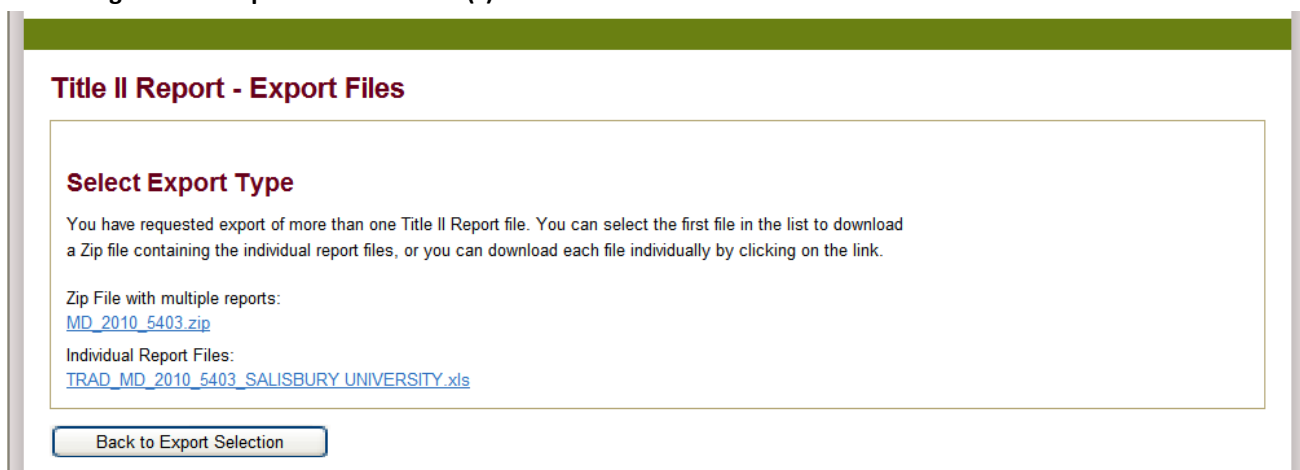 Title II Report - Export Files
Select Export Type
You have requested export of more than one Title II Report file. You can select the first file in the list to download
a Zip file containing the individual report files, or you can download each file individually by clicking on the link.
Zip File with multiple reports:
MD_2010_5403.zip
Individual Report Files:
TRAD_MD_2010_5403_SALISBURY UNIVERSITY.xls
Back to Export Selection